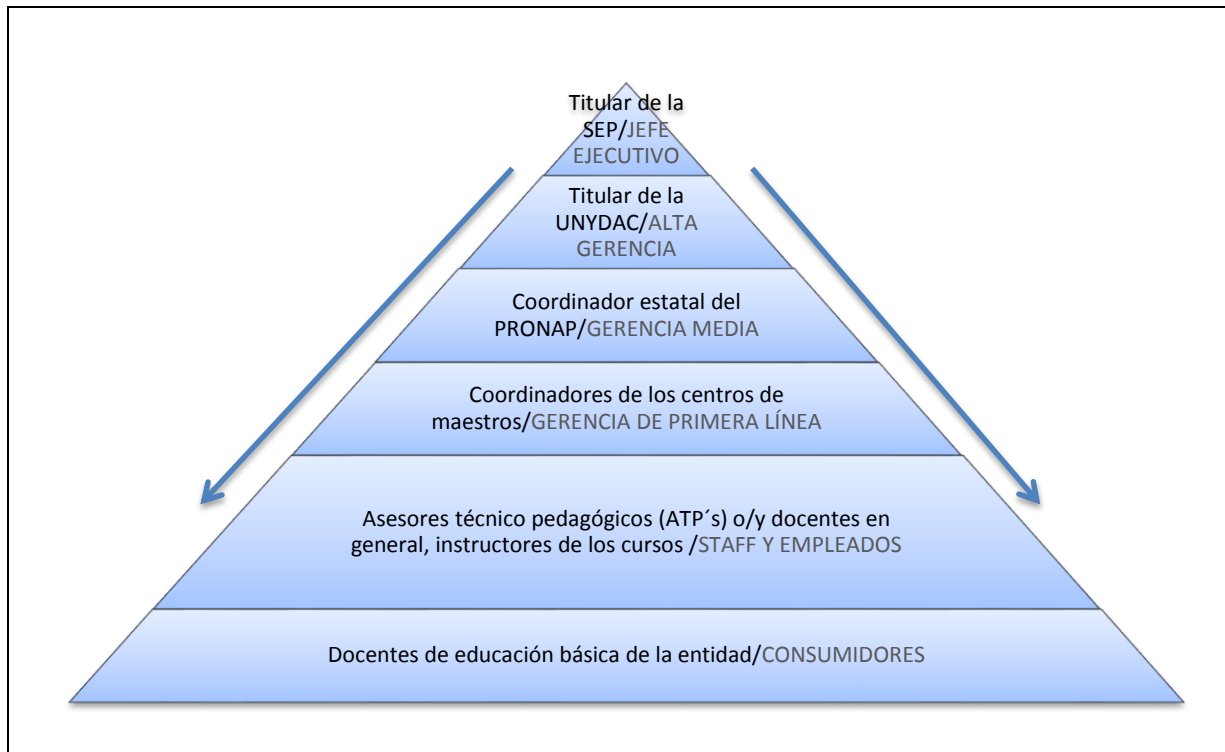 Titular de la
SEP/JEFE
EJECUTIVO
Titular de la
UNYDAC/ALTA
GERENCIA
Coordinador estatal del
PRONAP/GERENCIA MEDIA
Coordinadores de los centros de
maestros/GERENCIA DE PRIMERA LÍNEA
Asesores técnico pedagógicos (ATP´s) o/y docentes en
general, instructores de los cursos /STAFF Y EMPLEADOS
Docentes de educación básica de la entidad/CONSUMIDORES